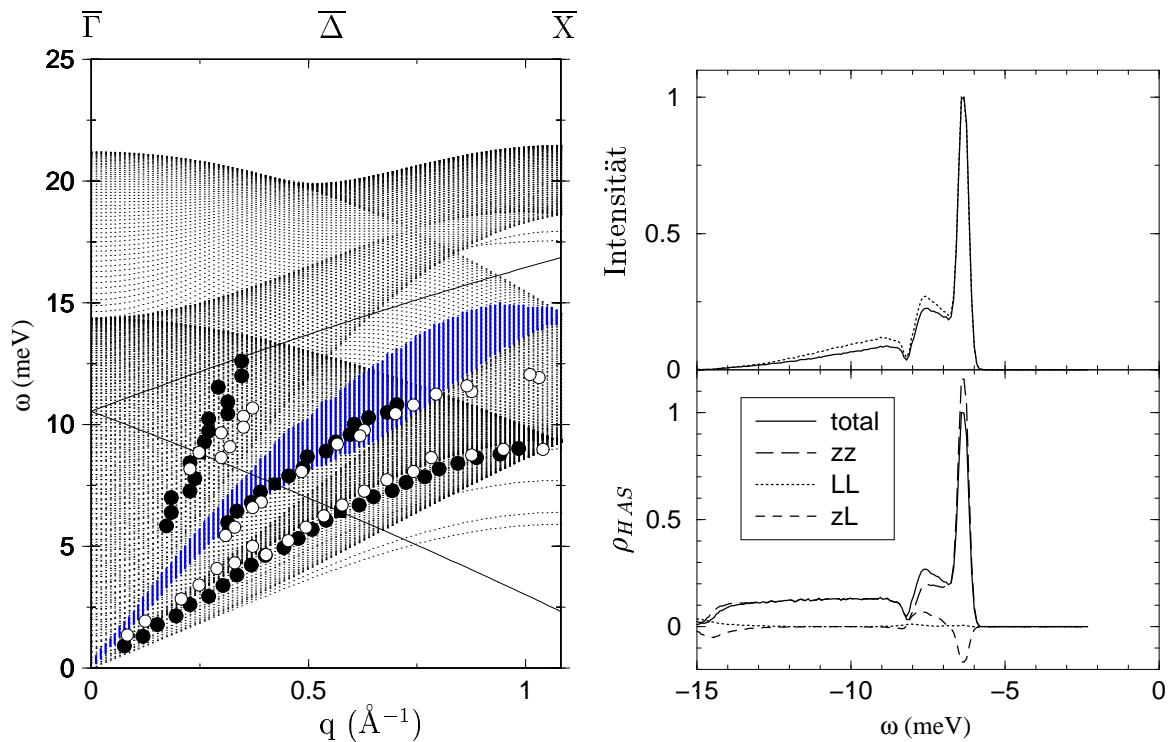 Γ Δ X
25
20
15
10
5
0
ω (meV)
0 0.5 1
q (Å⁻¹)
1
0.5
0
Intensität
1
0.5
0
ρHAS
total
zz
LL
zL
−15 −10 −5 0
ω (meV)